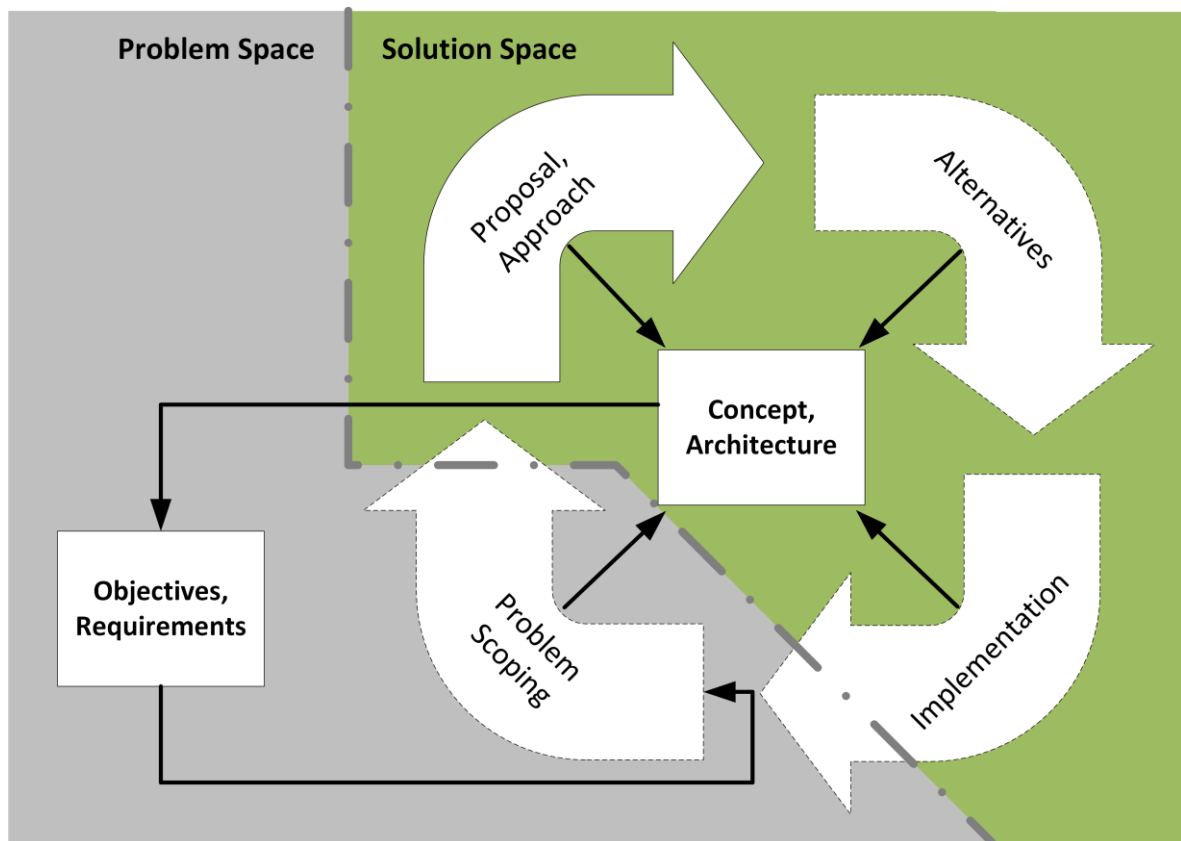 Problem Space
Solution Space
Proposal,
Approach
Alternatives
Concept,
Architecture
Objectives,
Requirements
Problem
Scoping
Implementation